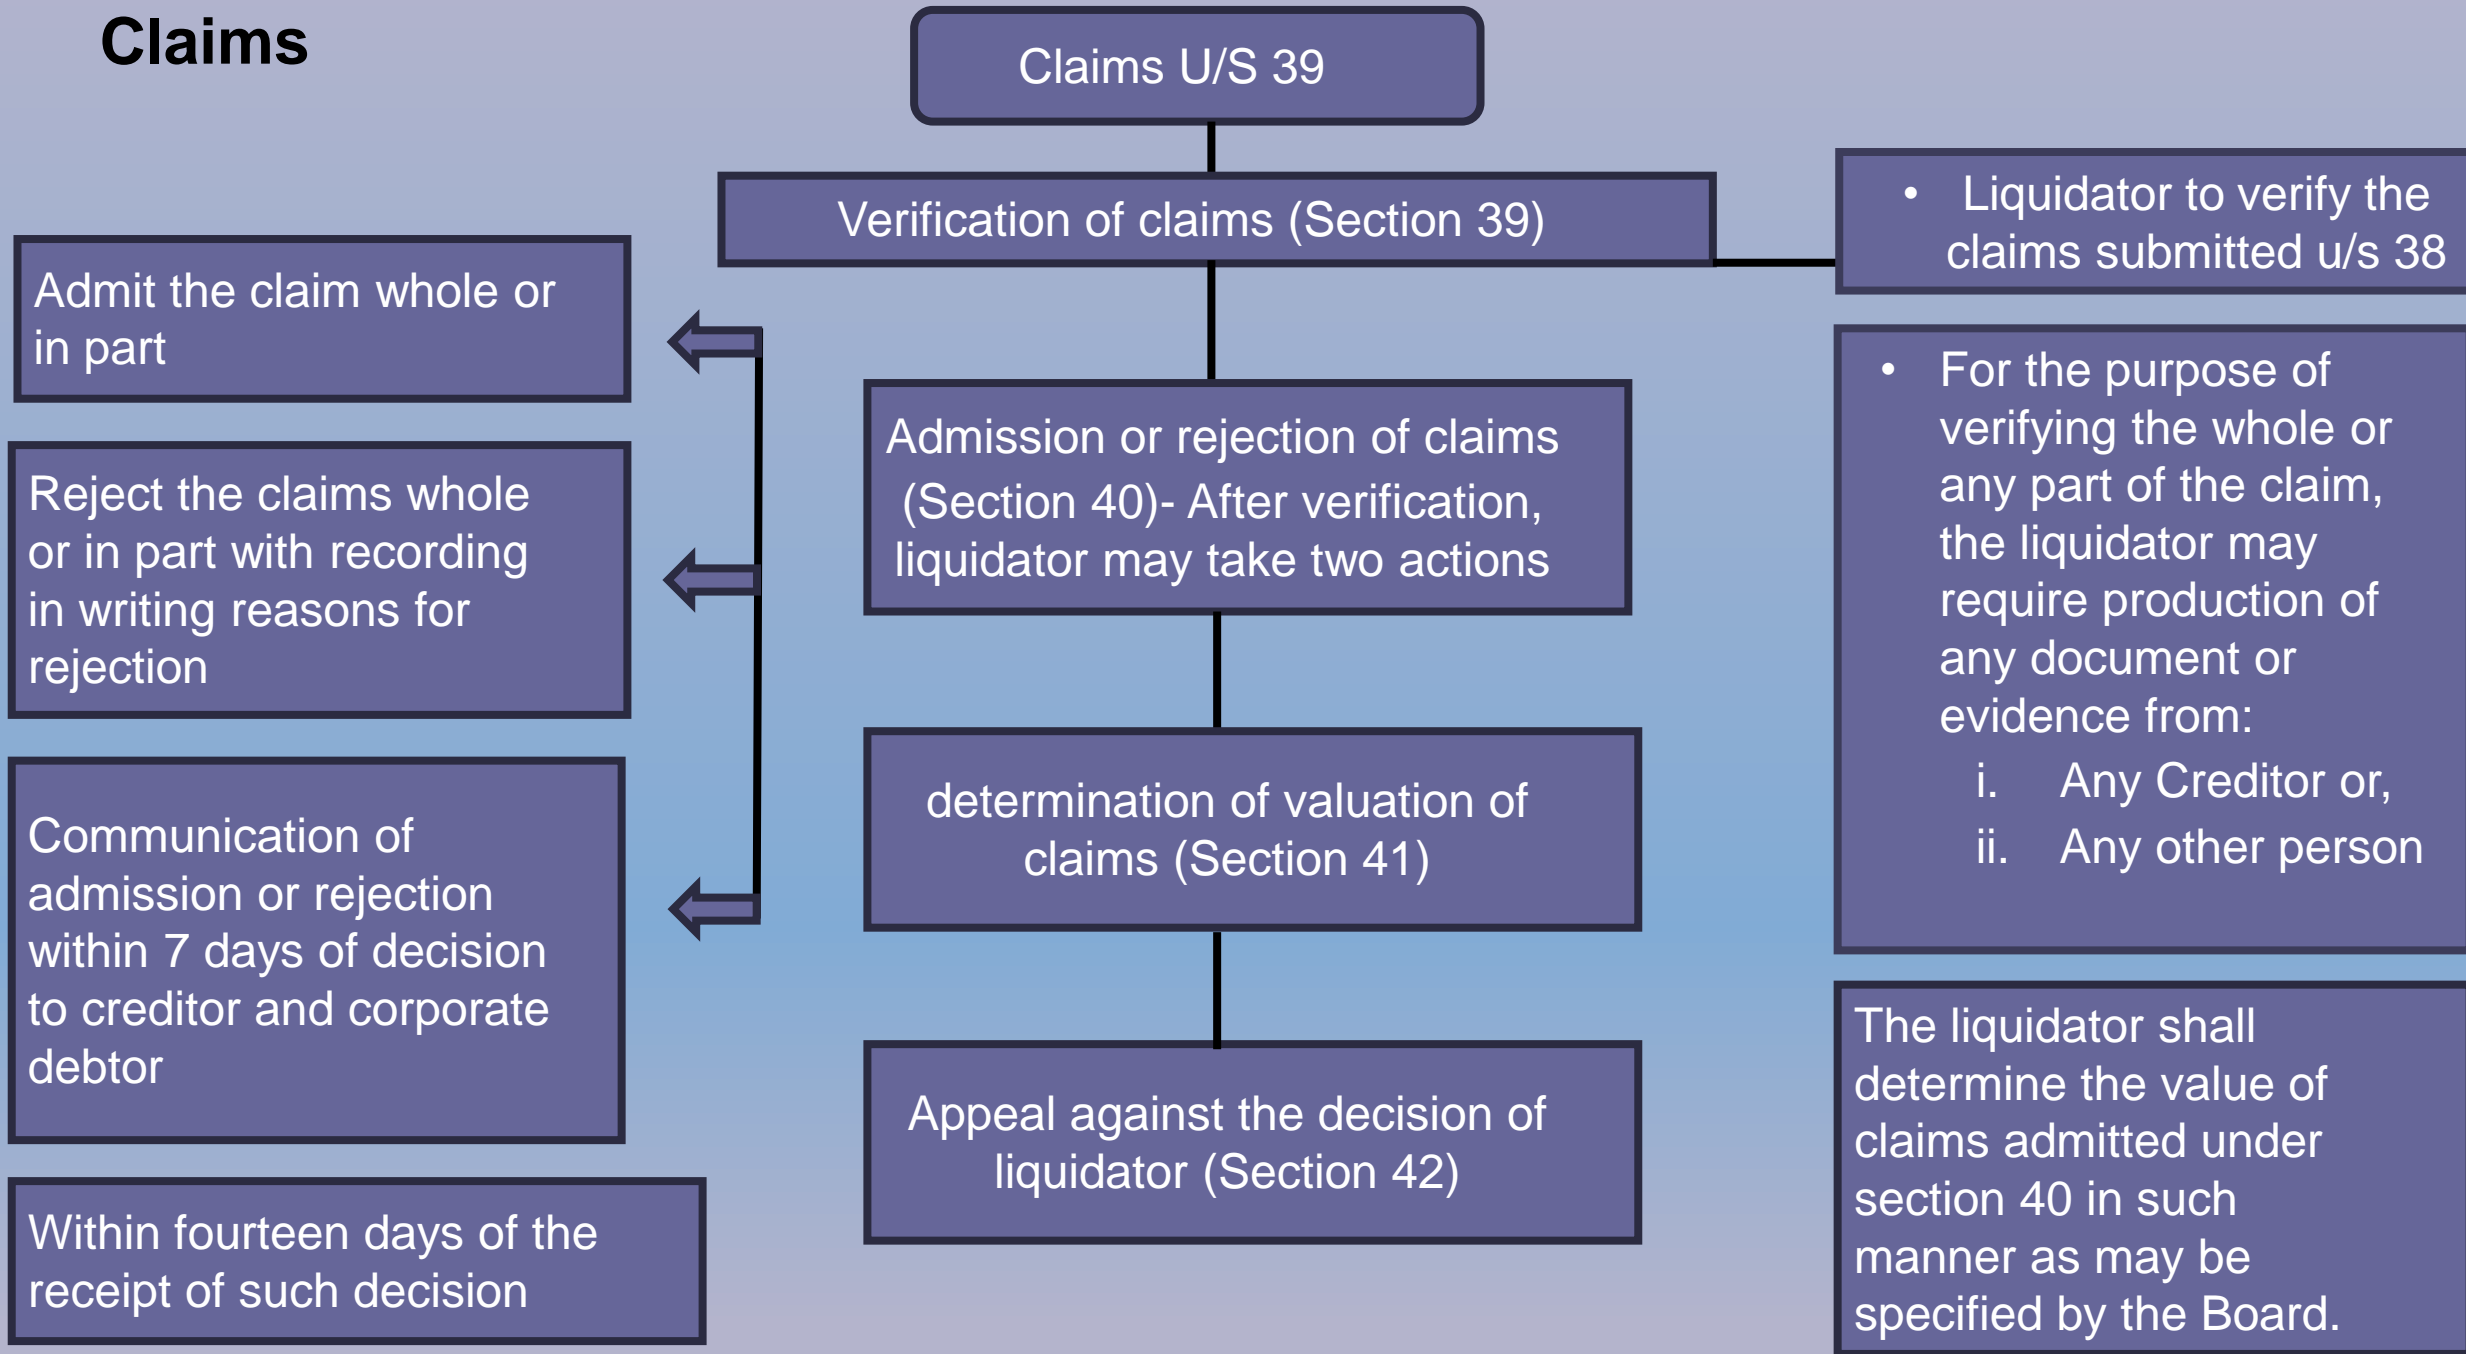 Claims
Claims U/S 39
Verification of claims (Section 39)
• Liquidator to verify the
claims submitted u/s 38
Admit the claim whole or
in part
Reject the claims whole
or in part with recording
in writing reasons for
rejection
Communication of
admission or rejection
within 7 days of decision
to creditor and corporate
debtor
Within fourteen days of the
receipt of such decision
Admission or rejection of claims
(Section 40)- After verification,
liquidator may take two actions
determination of valuation of
claims (Section 41)
Appeal against the decision of
liquidator (Section 42)
• For the purpose of
verifying the whole or
any part of the claim,
the liquidator may
require production of
any document or
evidence from:
i. Any Creditor or,
ii. Any other person
The liquidator shall
determine the value of
claims admitted under
section 40 in such
manner as may be
specified by the Board.